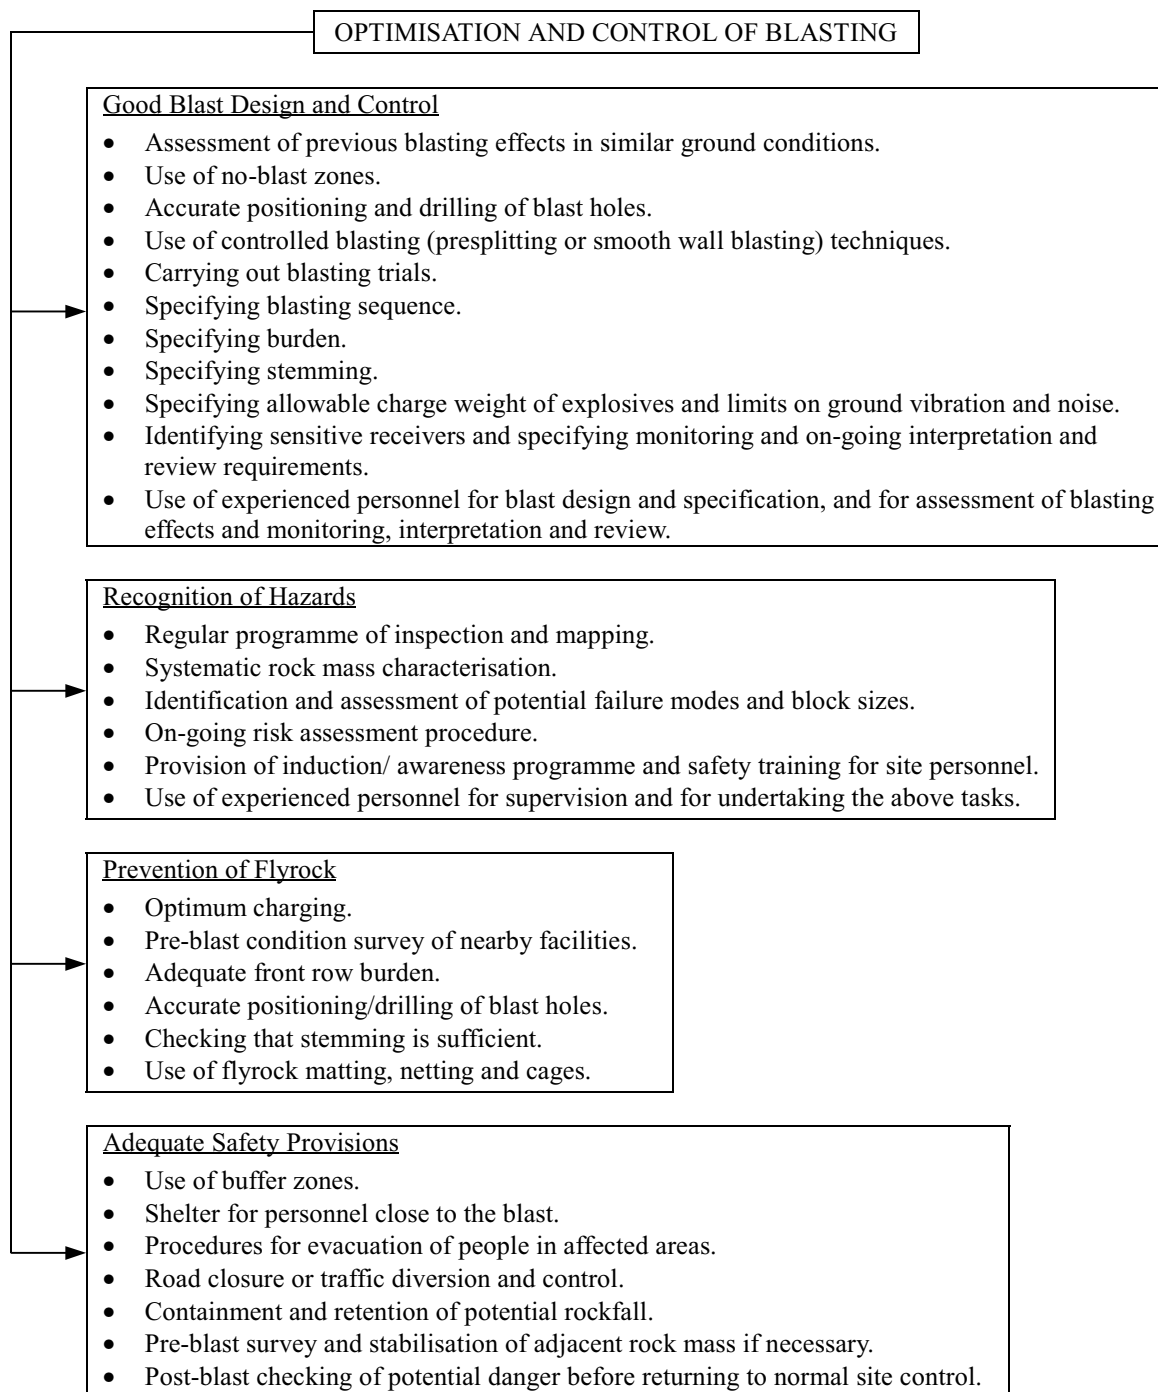 OPTIMISATION AND CONTROL OF BLASTING
Good Blast Design and Control
• Assessment of previous blasting effects in similar ground conditions.
• Use of no-blast zones.
• Accurate positioning and drilling of blast holes.
• Use of controlled blasting (presplitting or smooth wall blasting) techniques.
• Carrying out blasting trials.
• Specifying blasting sequence.
• Specifying burden.
• Specifying stemming.
• Specifying allowable charge weight of explosives and limits on ground vibration and noise.
• Identifying sensitive receivers and specifying monitoring and on-going interpretation and
review requirements.
• Use of experienced personnel for blast design and specification, and for assessment of blasting
effects and monitoring, interpretation and review.
Recognition of Hazards
• Regular programme of inspection and mapping.
• Systematic rock mass characterisation.
• Identification and assessment of potential failure modes and block sizes.
• On-going risk assessment procedure.
• Provision of induction/ awareness programme and safety training for site personnel.
• Use of experienced personnel for supervision and for undertaking the above tasks.
Prevention of Flyrock
• Optimum charging.
• Pre-blast condition survey of nearby facilities.
• Adequate front row burden.
• Accurate positioning/drilling of blast holes.
• Checking that stemming is sufficient.
• Use of flyrock matting, netting and cages.
Adequate Safety Provisions
• Use of buffer zones.
• Shelter for personnel close to the blast.
• Procedures for evacuation of people in affected areas.
• Road closure or traffic diversion and control.
• Containment and retention of potential rockfall.
• Pre-blast survey and stabilisation of adjacent rock mass if necessary.
• Post-blast checking of potential danger before returning to normal site control.